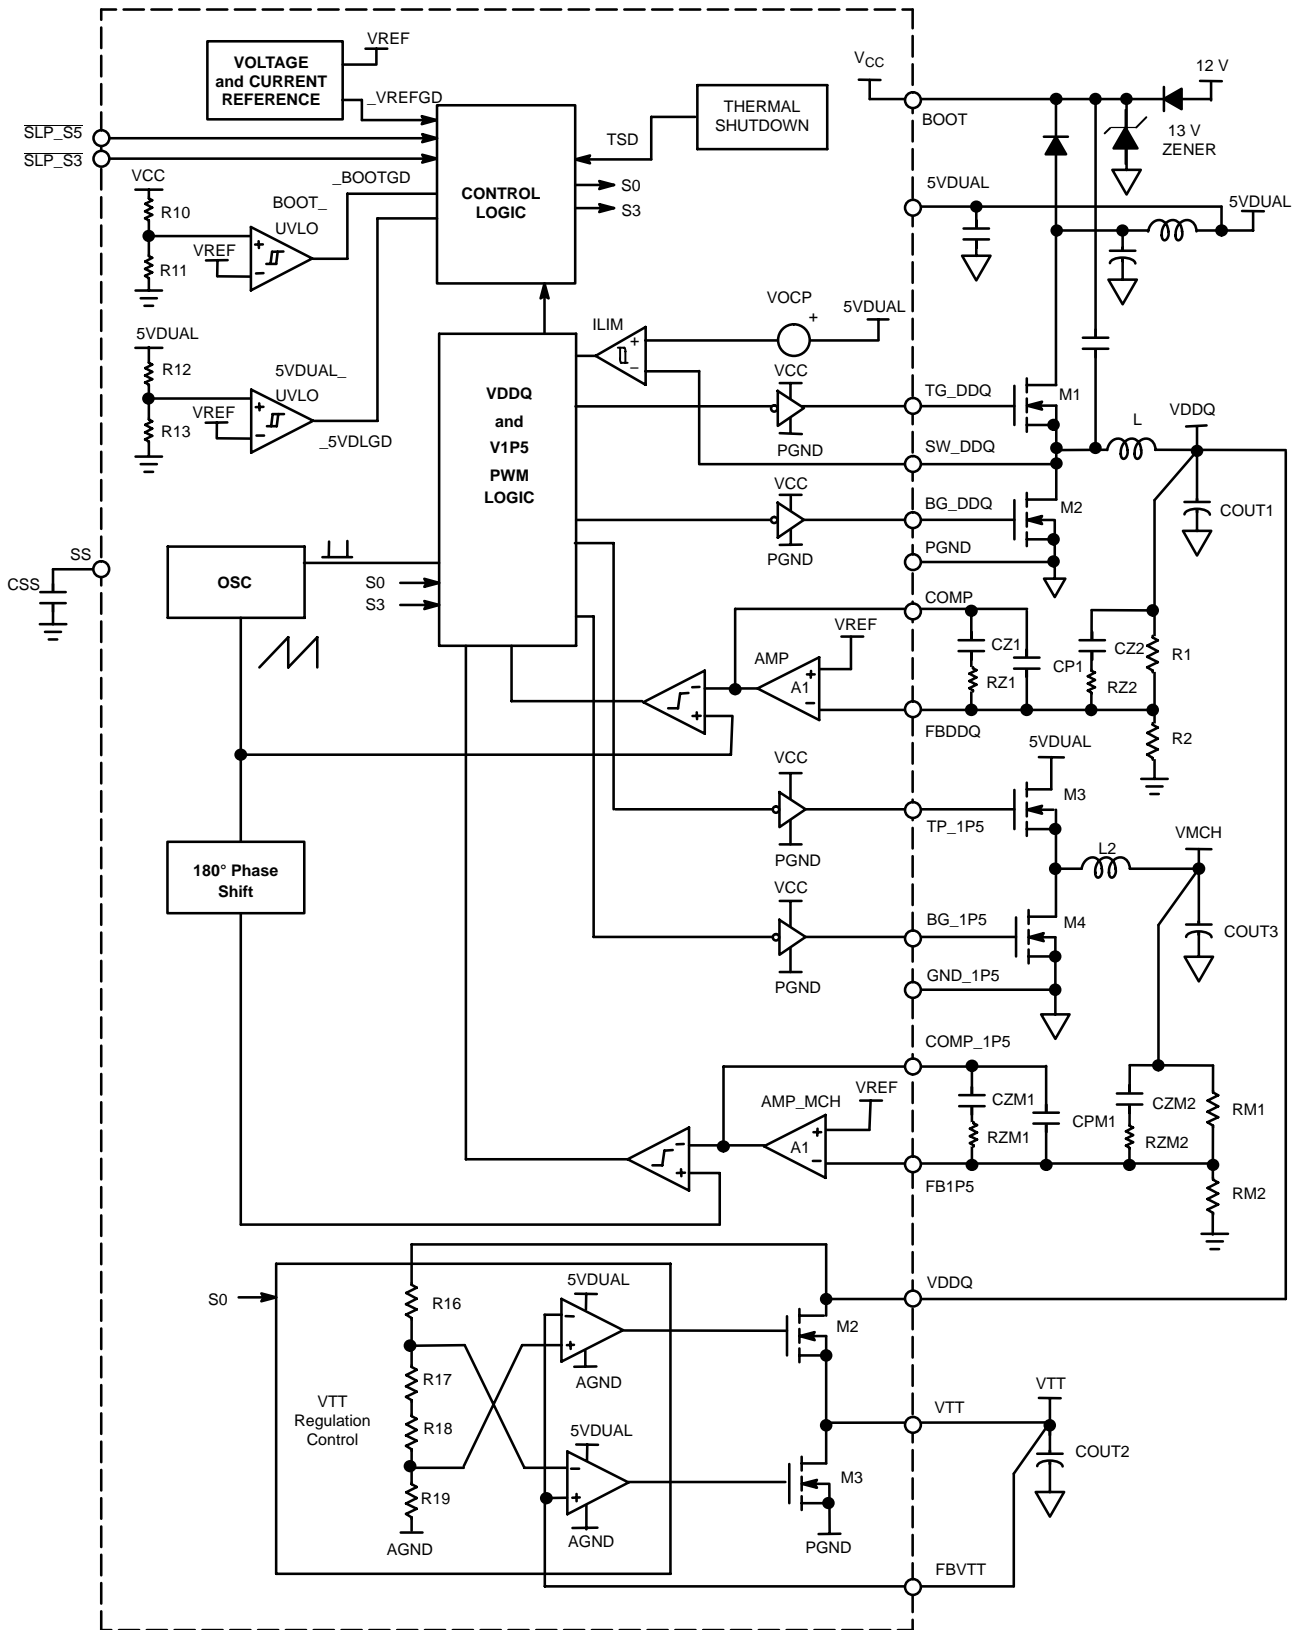 VREF
VOLTAGE
and CURRENT
REFERENCE
_VREFGD
SLP_S5
SLP_S3
THERMAL
SHUTDOWN
TSD
CONTROL
LOGIC
S0
S3
VCC
R10
R11
VREF
BOOT_
UVLO
_BOOTGD
5VDUAL
R12
R13
VREF
5VDUAL_
UVLO
_5VDLGD
VCC
BOOT
12 V
13 V
ZENER
5VDUAL
5VDUAL
ILIM
VOCP
+
5VDUAL
+
−
VDDQ
and
V1P5
PWM
LOGIC
VCC
PGND
TG_DDQ
M1
SW_DDQ
L
VDDQ
COUT1
VCC
PGND
BG_DDQ
M2
PGND
SS
CSS
OSC
S0
S3
COMP
VREF
AMP
A1
+
−
−
+
CZ1
RZ1
CP1
CZ2
RZ2
R1
R2
FBDDQ
180° Phase
Shift
VCC
PGND
TP_1P5
5VDUAL
M3
L2
VMCH
COUT3
VCC
PGND
BG_1P5
M4
GND_1P5
COMP_1P5
VREF
AMP_MCH
A1
+
−
−
+
CZM1
RZM1
CPM1
CZM2
RZM2
RM1
RM2
FB1P5
S0
VTT
Regulation
Control
R16
R17
R18
R19
AGND
5VDUAL
−
+
AGND
5VDUAL
−
+
AGND
M2
M3
PGND
VDDQ
VTT
VTT
COUT2
FBVTT